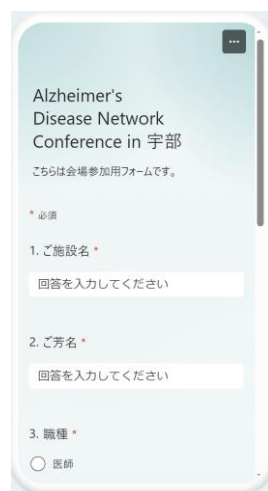 Alzheimer's
Disease Network
Conference in 宇部
こちらは会場参加用フォームです。
* 必須
1. ご施設名 *
回答を入力してください
2. ご芳名 *
回答を入力してください
3. 職種 *
医師